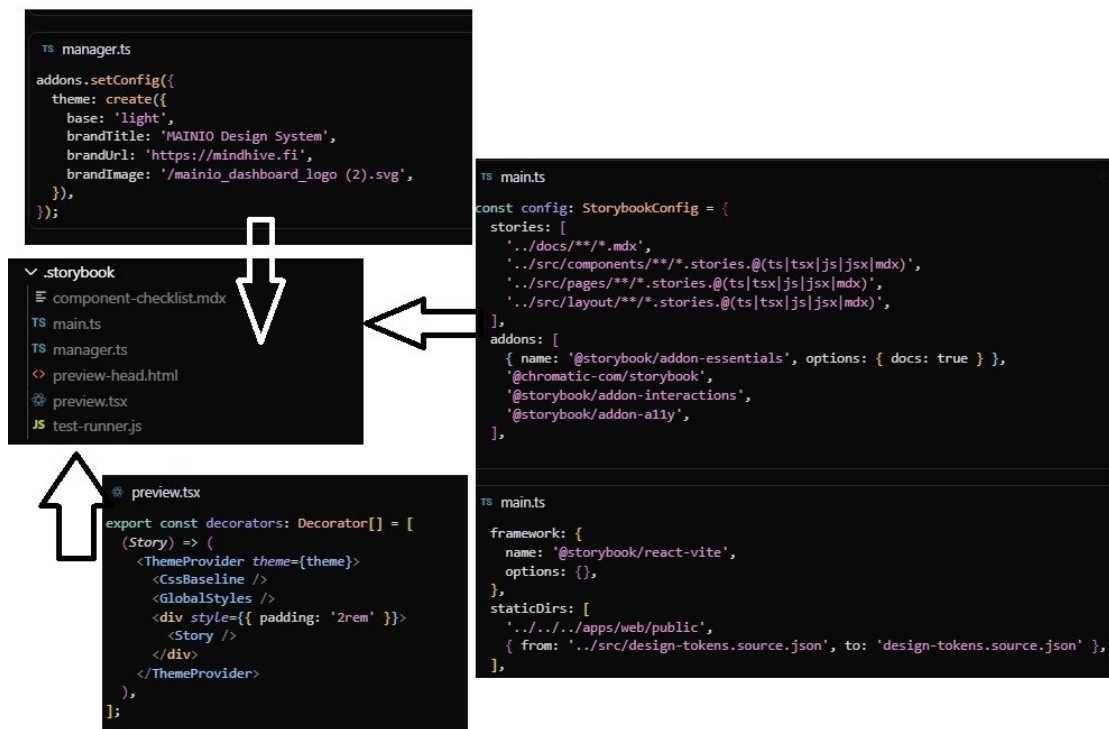 TS manager.ts
addons.setConfig({
theme: create({
base: 'light',
brandTitle: 'MAINIO Design System',
brandUrl: 'https://mindhive.fi',
brandImage: '/mainio_dashboard_logo (2).svg',
}),
});
.storybook
component-checklist.mdx
TS main.ts
TS manager.ts
<> preview-head.html
preview.tsx
JS test-runner.js
preview.tsx
export const decorators: Decorator[] = [
(Story) => (
<ThemeProvider theme={theme}>
<CssBaseline />
<GlobalStyles />
<div style={{ padding: '2rem' }}>
<Story />
</div>
</ThemeProvider>
),
];
TS main.ts
const config: StorybookConfig = {
stories: [
'../docs/**/*.mdx',
'../src/components/**/*.stories.@(ts|tsx|js|jsx|mdx)',
'../src/pages/**/*.stories.@(ts|tsx|js|jsx|mdx)',
'../src/layout/**/*.stories.@(ts|tsx|js|jsx|mdx)',
],
addons: [
{ name: '@storybook/addon-essentials', options: { docs: true } },
'@chromatic-com/storybook',
'@storybook/addon-interactions',
'@storybook/addon-a11y',
],
TS main.ts
framework: {
name: '@storybook/react-vite',
options: {},
},
staticDirs: [
'../../../apps/web/public',
{ from: '../src/design-tokens.source.json', to: 'design-tokens.source.json' },
],